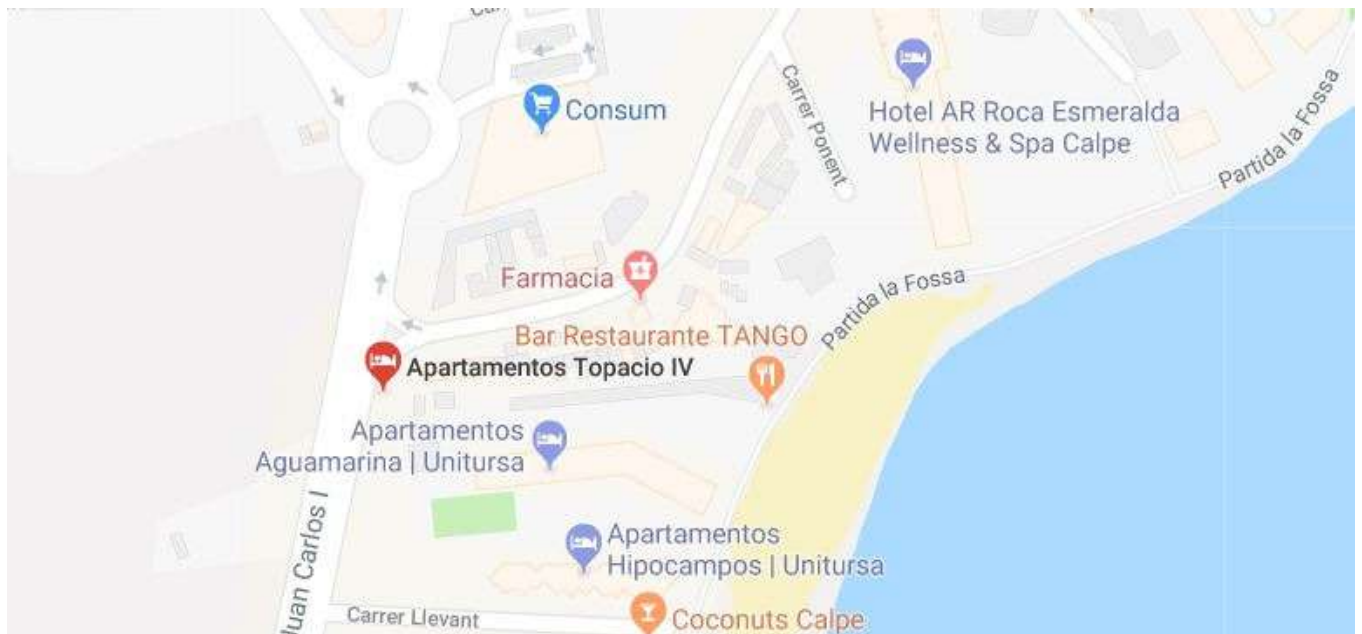 Consum
Carrer Ponent
Hotel AR Roca Esmeralda
Wellness & Spa Calpe
Partida la Fossa
Farmacia
Partida la Fossa
Bar Restaurante TANGO
Apartamentos Topacio IV
Apartamentos
Aguamarina | Unitursa
Juan Carlos I
Apartamentos
Hipocampos | Unitursa
Carrer Llevant
Coconuts Calpe